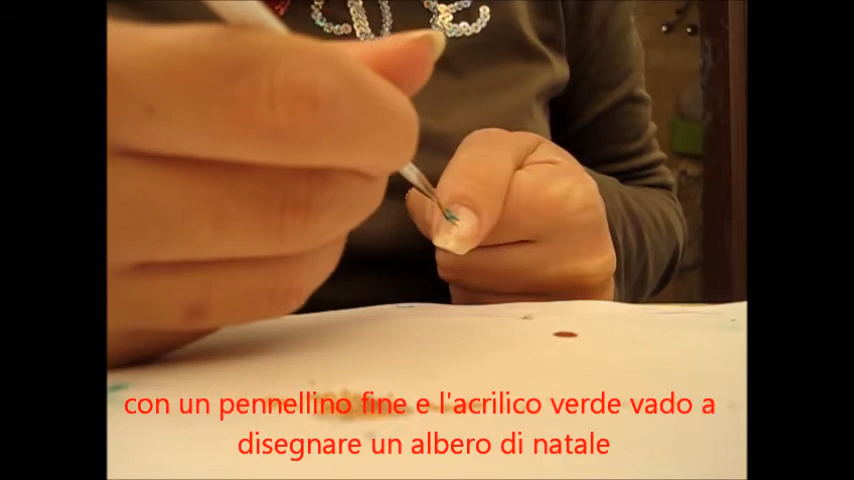 con un pennellino fine e l'acrilico verde vado a
disegnare un albero di natale